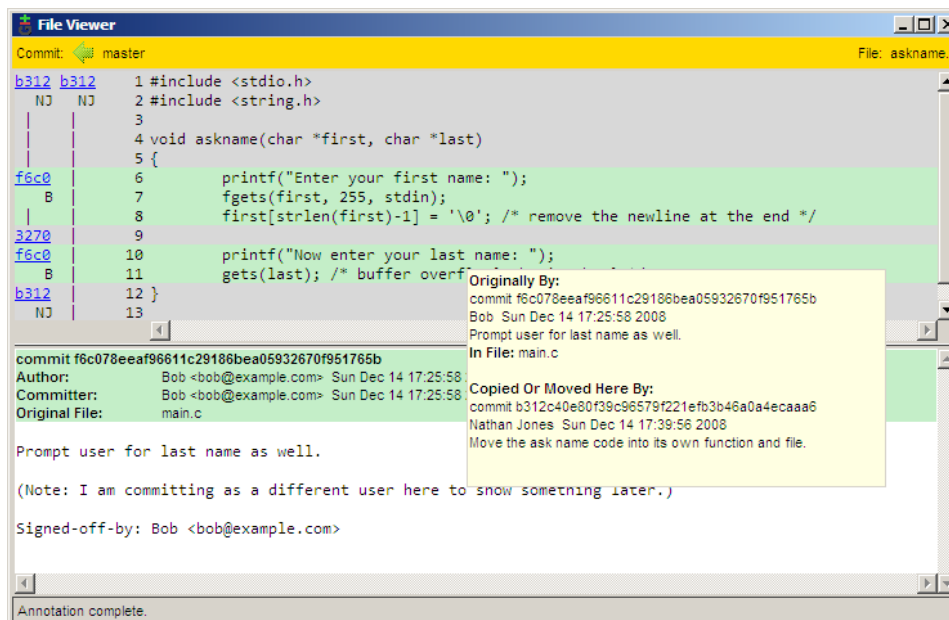 File Viewer
Commit: master File: askname.
b312 b312 1 #include <stdio.h>
NJ NJ 2 #include <string.h>
| | 3
| | 4 void askname(char *first, char *last)
| | 5 {
f6c0 | 6 printf("Enter your first name: ");
B | 7 fgets(first, 255, stdin);
| | 8 first[strlen(first)-1] = '\0'; /* remove the newline at the end */
3270 | 9
f6c0 | 10 printf("Now enter your last name: ");
B | 11 gets(last); /* buffer
b312 | 12 }
NJ | 13
Originally By:
commit f6c078eeaf96611c29186bea05932670f951765b
Bob Sun Dec 14 17:25:58 2008
Prompt user for last name as well.
In File: main.c
Copied Or Moved Here By:
commit b312c40e80f39c96579f221efb3b46a0a4ecaaa6
Nathan Jones Sun Dec 14 17:39:56 2008
Move the ask name code into its own function and file.
commit f6c078eeaf96611c29186bea05932670f951765b
Author: Bob <bob@example.com> Sun Dec 14 17:25:58
Committer: Bob <bob@example.com> Sun Dec 14 17:25:58
Original File: main.c
Prompt user for last name as well.
(Note: I am committing as a different user here to show something later.)
Signed-off-by: Bob <bob@example.com>
Annotation complete.